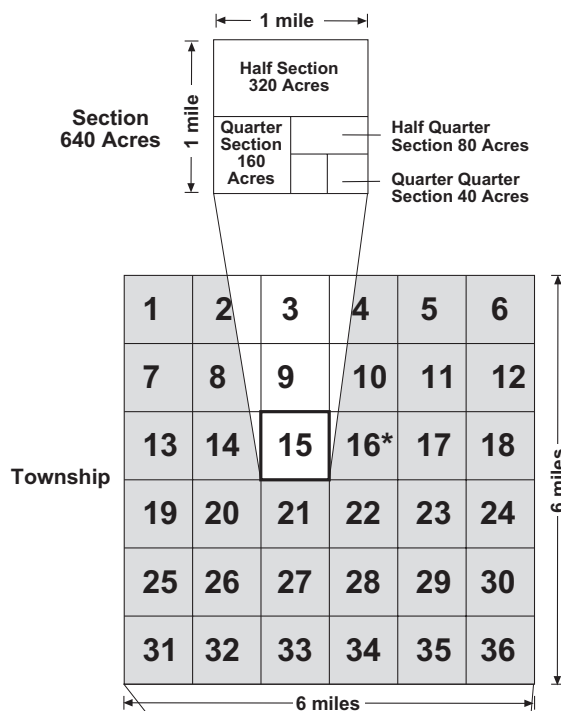 1 mile
1 mile
Section
640 Acres
Half Section
320 Acres
Quarter
Section
160
Acres
Half Quarter
Section 80 Acres
Quarter Quarter
Section 40 Acres
1 2 3 4 5 6
7 8 9 10 11 12
13 14 15 16* 17 18
Township
19 20 21 22 23 24
25 26 27 28 29 30
31 32 33 34 35 36
6 miles
6 miles